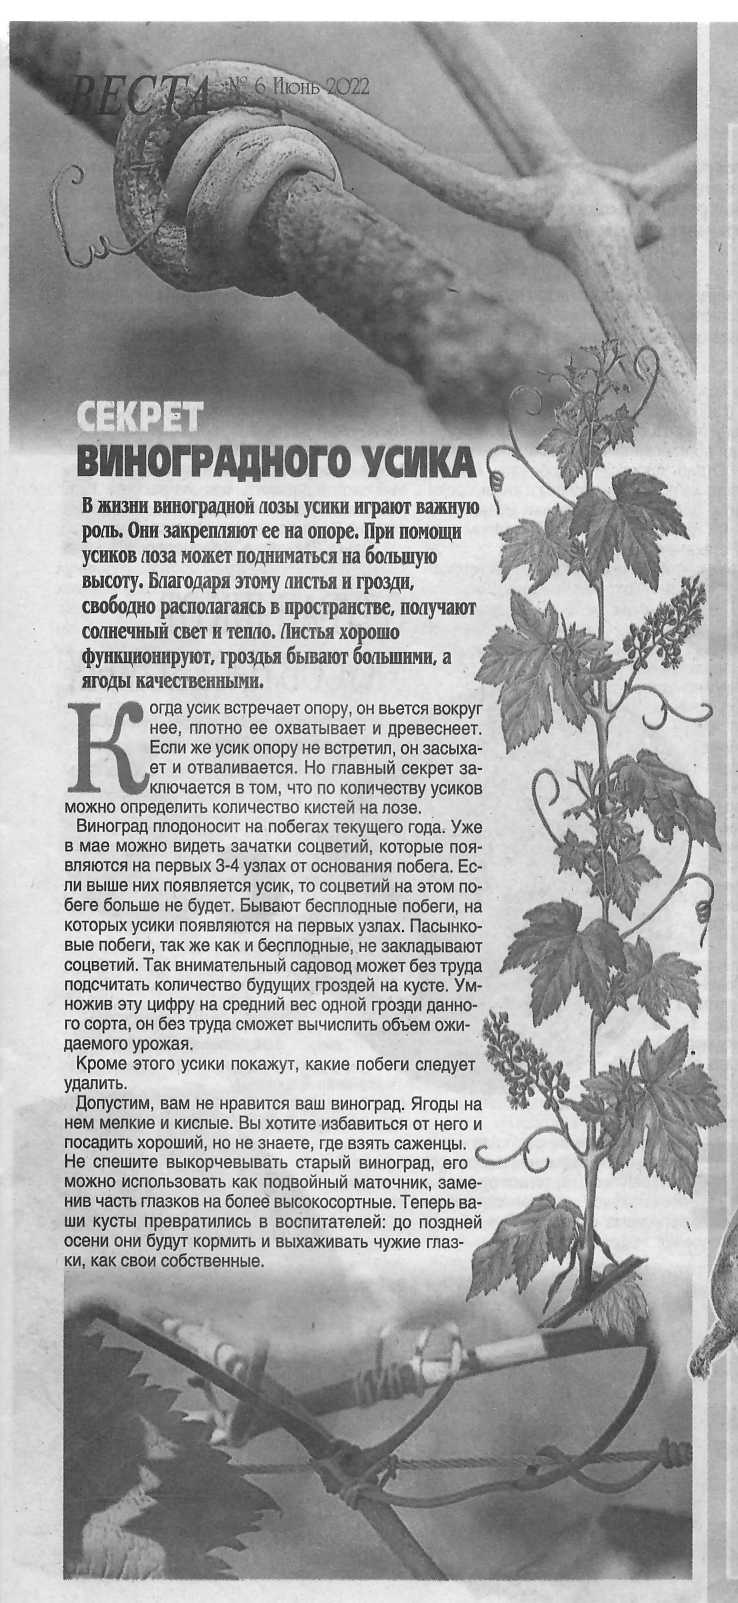 ВЕСТА № 6 Июнь 2022
СЕКРЕТ
ВИНОГРАДНОГО УСИКА
В жизни виноградной лозы усики играют важную
роль. Они закрепляют ее на опоре. При помощи
усиков лоза может подниматься на большую
высоту. Благодаря этому листья и грозди,
свободно располагаясь в пространстве, получают
солнечный свет и тепло. Листья хорошо
функционируют, гроздья бывают большими, а
ягоды качественными.
Когда усик встречает опору, он вьется вокруг
нее, плотно ее охватывает и древеснеет.
Если же усик опору не встретил, он засыха-
ет и отваливается. Но главный секрет за-
ключается в том, что по количеству усиков
можно определить количество кистей на лозе.
Виноград плодоносит на побегах текущего года. Уже
в мае можно видеть зачатки соцветий, которые поя-
вляются на первых 3-4 узлах от основания побега. Ес-
ли выше них появляется усик, то соцветий на этом по-
беге больше не будет. Бывают бесплодные побеги, на
которых усики появляются на первых узлах. Пасынко-
вые побеги, так же как и бесплодные, не закладывают
соцветий. Так внимательный садовод может без труда
подсчитать количество будущих гроздей на кусте. Ум-
ножив эту цифру на средний вес одной грозди данно-
го сорта, он без труда сможет вычислить объем ожи-
даемого урожая.
Кроме этого усики покажут, какие побеги следует
удалить.
Допустим, вам не нравится ваш виноград. Ягоды на
нем мелкие и кислые. Вы хотите избавиться от него и
посадить хороший, но не знаете, где взять саженцы.
Не спешите выкорчевывать старый виноград, его
можно использовать как подвойный маточник, заме-
нив часть глазков на более высокосортные. Теперь ва-
ши кусты превратились в воспитателей: до поздней
осени они будут кормить и выхаживать чужие глаз-
ки, как свои собственные.